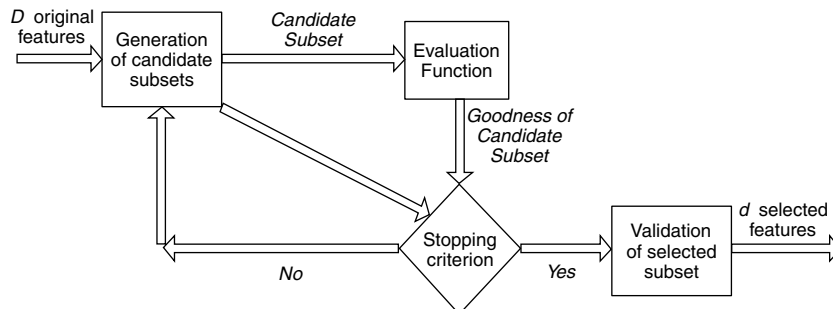 D original
features
Generation
of candidate
subsets
Candidate
Subset
Evaluation
Function
Goodness of
Candidate
Subset
Stopping
criterion
No
Yes
Validation
of selected
subset
d selected
features